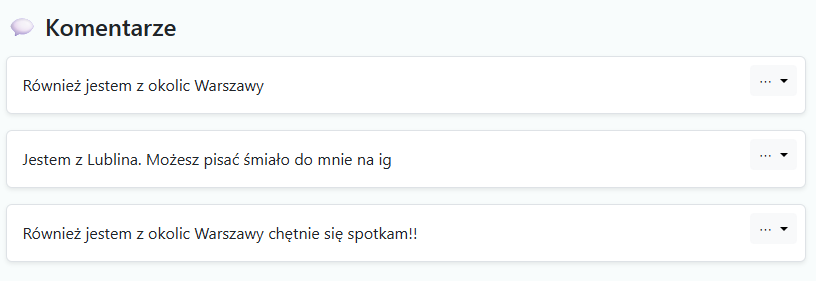 Komentarze
Również jestem z okolic Warszawy
...
Jestem z Lublina. Możesz pisać śmiało do mnie na ig
...
Również jestem z okolic Warszawy chętnie się spotkam!!
...